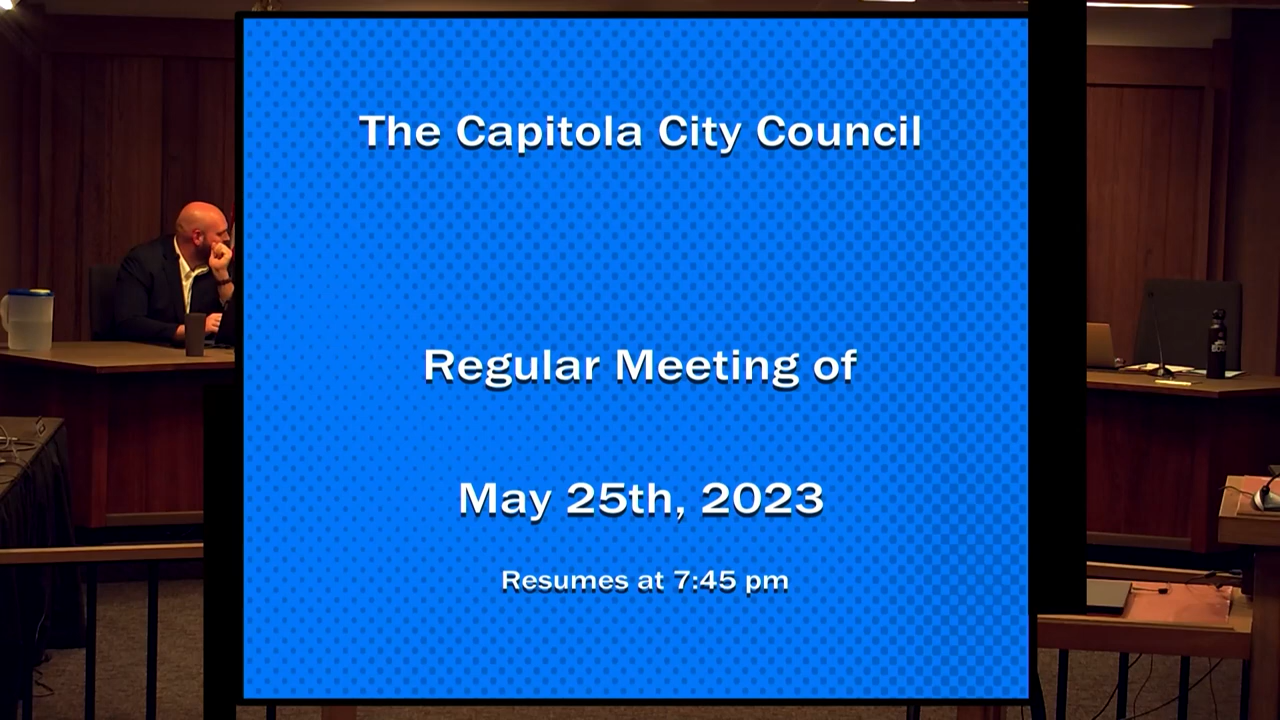 The Capitola City Council
Regular Meeting of
May 25th, 2023
Resumes at 7:45 pm